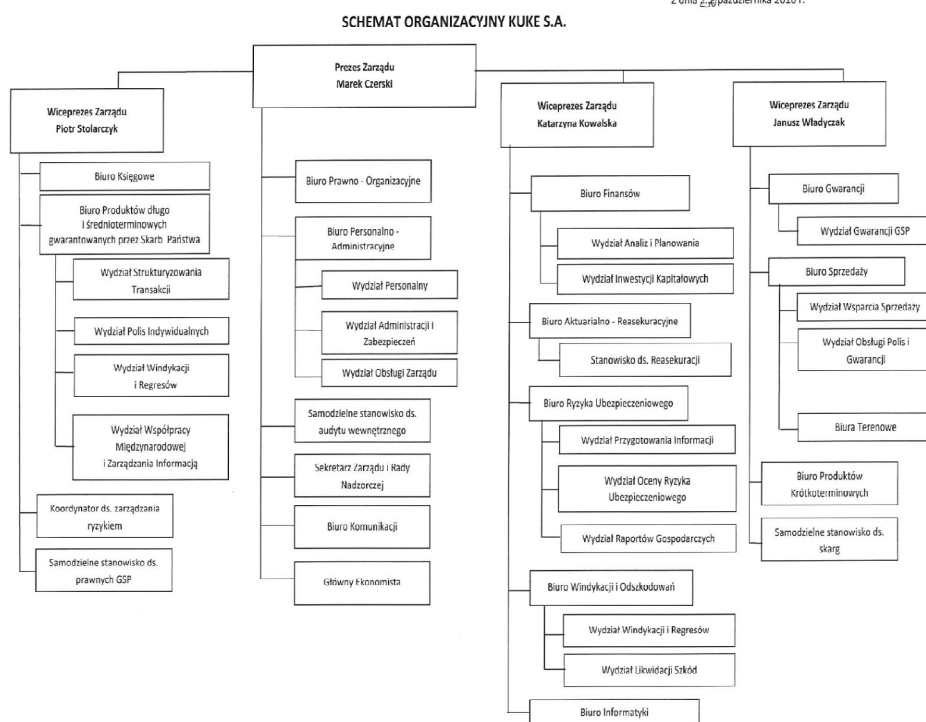 z dnia października 2016 r.
SCHEMAT ORGANIZACYJNY KUKE S.A.
Prezes Zarządu
Marek Czerski
Wiceprezes Zarządu
Piotr Stolarczyk
Biuro Księgowe
Biuro Produktów długo
i średnioterminowych
gwarantowanych przez Skarb Państwa
Wydział Strukturyzowania
Transakcji
Wydział Polis Indywidualnych
Wydział Windykacji
i Regresów
Wydział Współpracy
Międzynarodowej
i Zarządzania Informacją
Koordynator ds. zarządzania
ryzykiem
Samodzielne stanowisko ds.
prawnych GSP
Biuro Prawno - Organizacyjne
Biuro Personalno -
Administracyjne
Wydział Personalny
Wydział Administracji i
Zabezpieczeń
Wydział Obsługi Zarządu
Samodzielne stanowisko ds.
audytu wewnętrznego
Sekretarz Zarządu i Rady
Nadzorczej
Biuro Komunikacji
Główny Ekonomista
Wiceprezes Zarządu
Katarzyna Kowalska
Biuro Finansów
Wydział Analiz i Planowania
Wydział Inwestycji Kapitałowych
Biuro Aktuarialno - Reasekuracyjne
Stanowisko ds. Reasekuracji
Biuro Ryzyka Ubezpieczeniowego
Wydział Przygotowania Informacji
Wydział Oceny Ryzyka
Ubezpieczeniowego
Wydział Raportów Gospodarczych
Biuro Windykacji i Odszkodowań
Wydział Windykacji i Regresów
Wydział Likwidacji Szkód
Biuro Informatyki
Wiceprezes Zarządu
Janusz Władyczak
Biuro Gwarancji
Wydział Gwarancji GSP
Biuro Sprzedaży
Wydział Wsparcia Sprzedaży
Wydział Obsługi Polis i
Gwarancji
Biura Terenowe
Biuro Produktów
Krótkoterminowych
Samodzielne stanowisko ds.
skarg